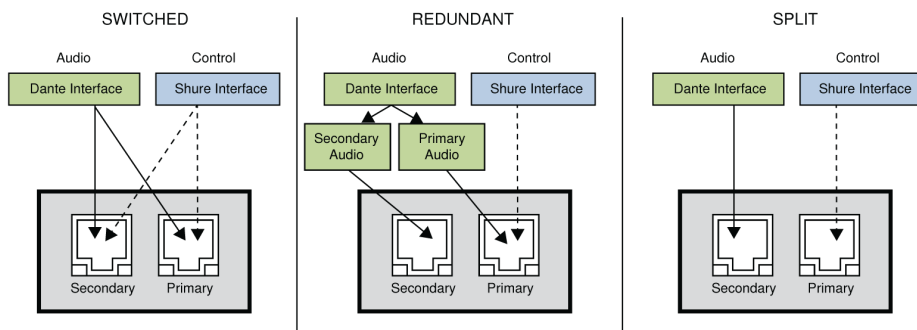 SWITCHED
Audio
Control
Dante Interface
Shure Interface
Secondary
Primary
REDUNDANT
Audio
Control
Dante Interface
Shure Interface
Secondary
Audio
Primary
Audio
Secondary
Primary
SPLIT
Audio
Control
Dante Interface
Shure Interface
Secondary
Primary